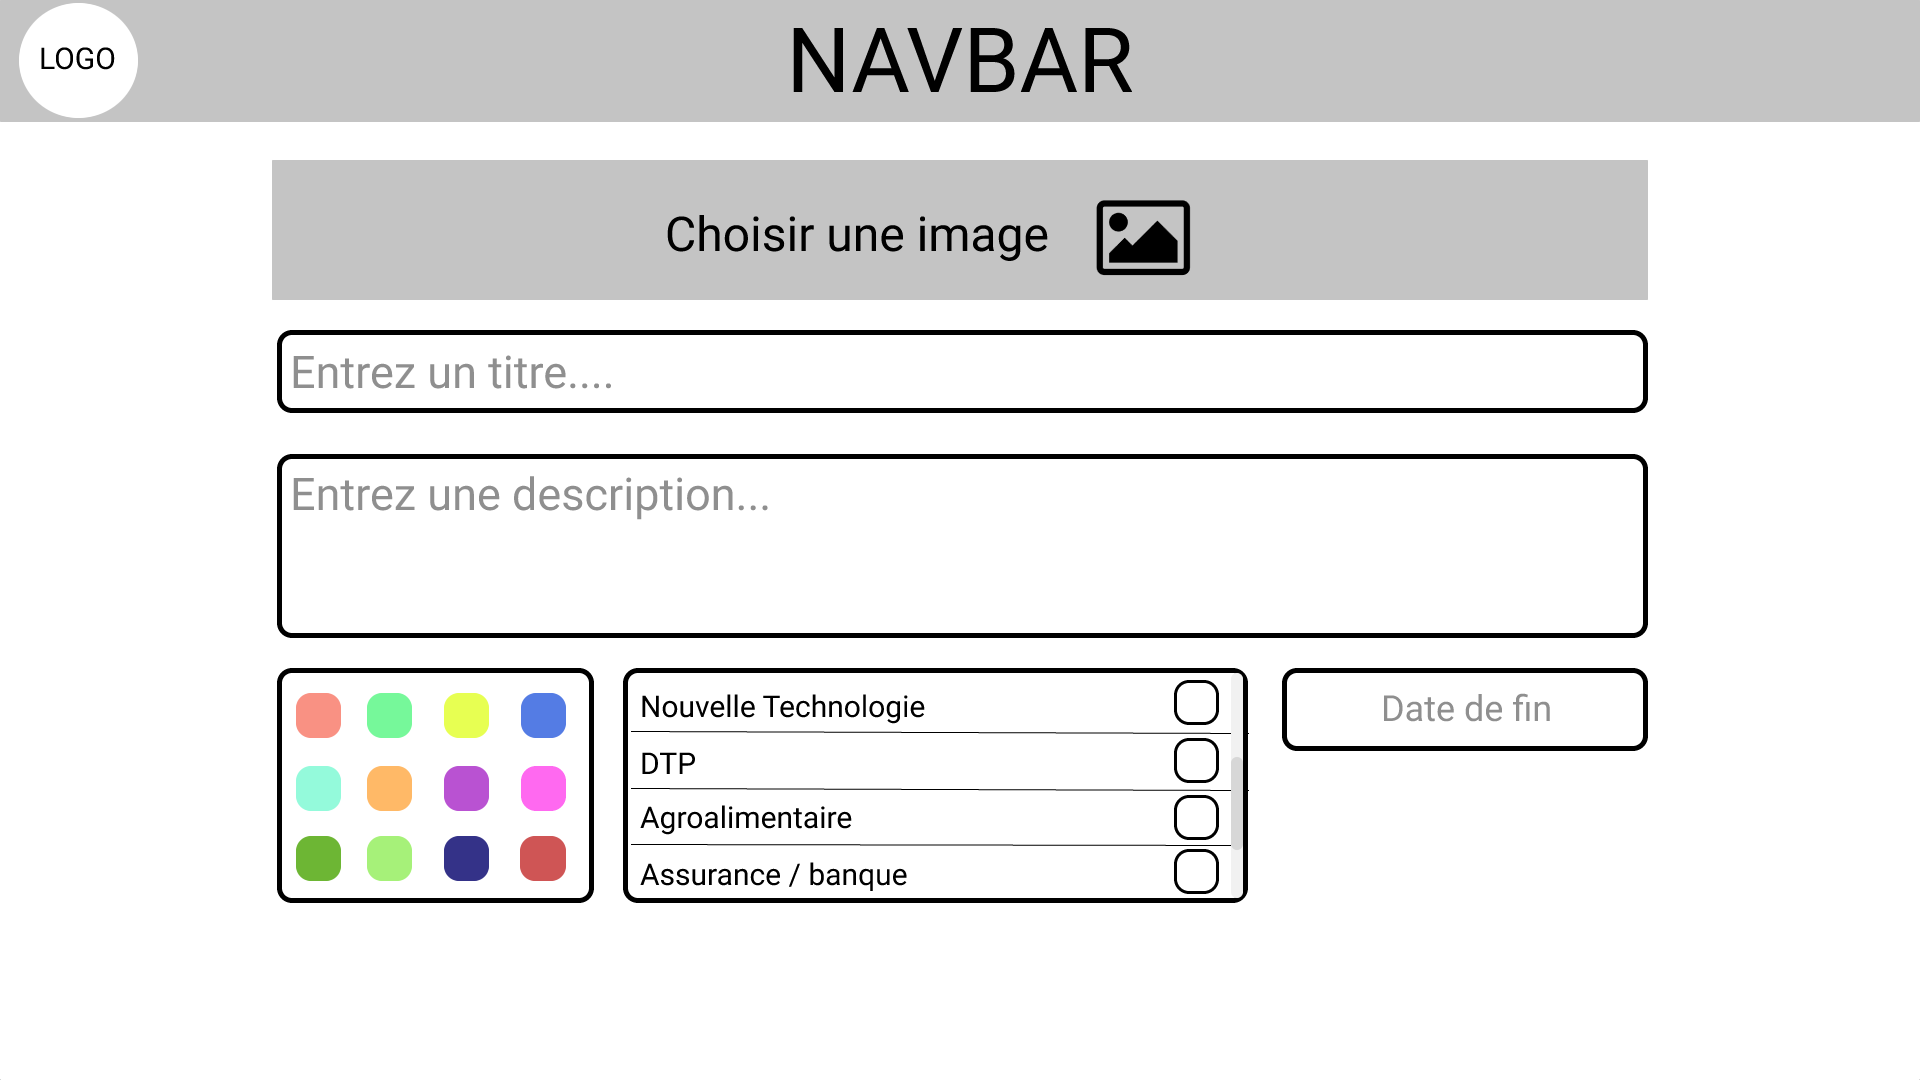 LOGO
NAVBAR
Choisir une image
Entrez un titre....
Entrez une description...
Nouvelle Technologie
DTP
Agroalimentaire
Assurance / banque
Date de fin